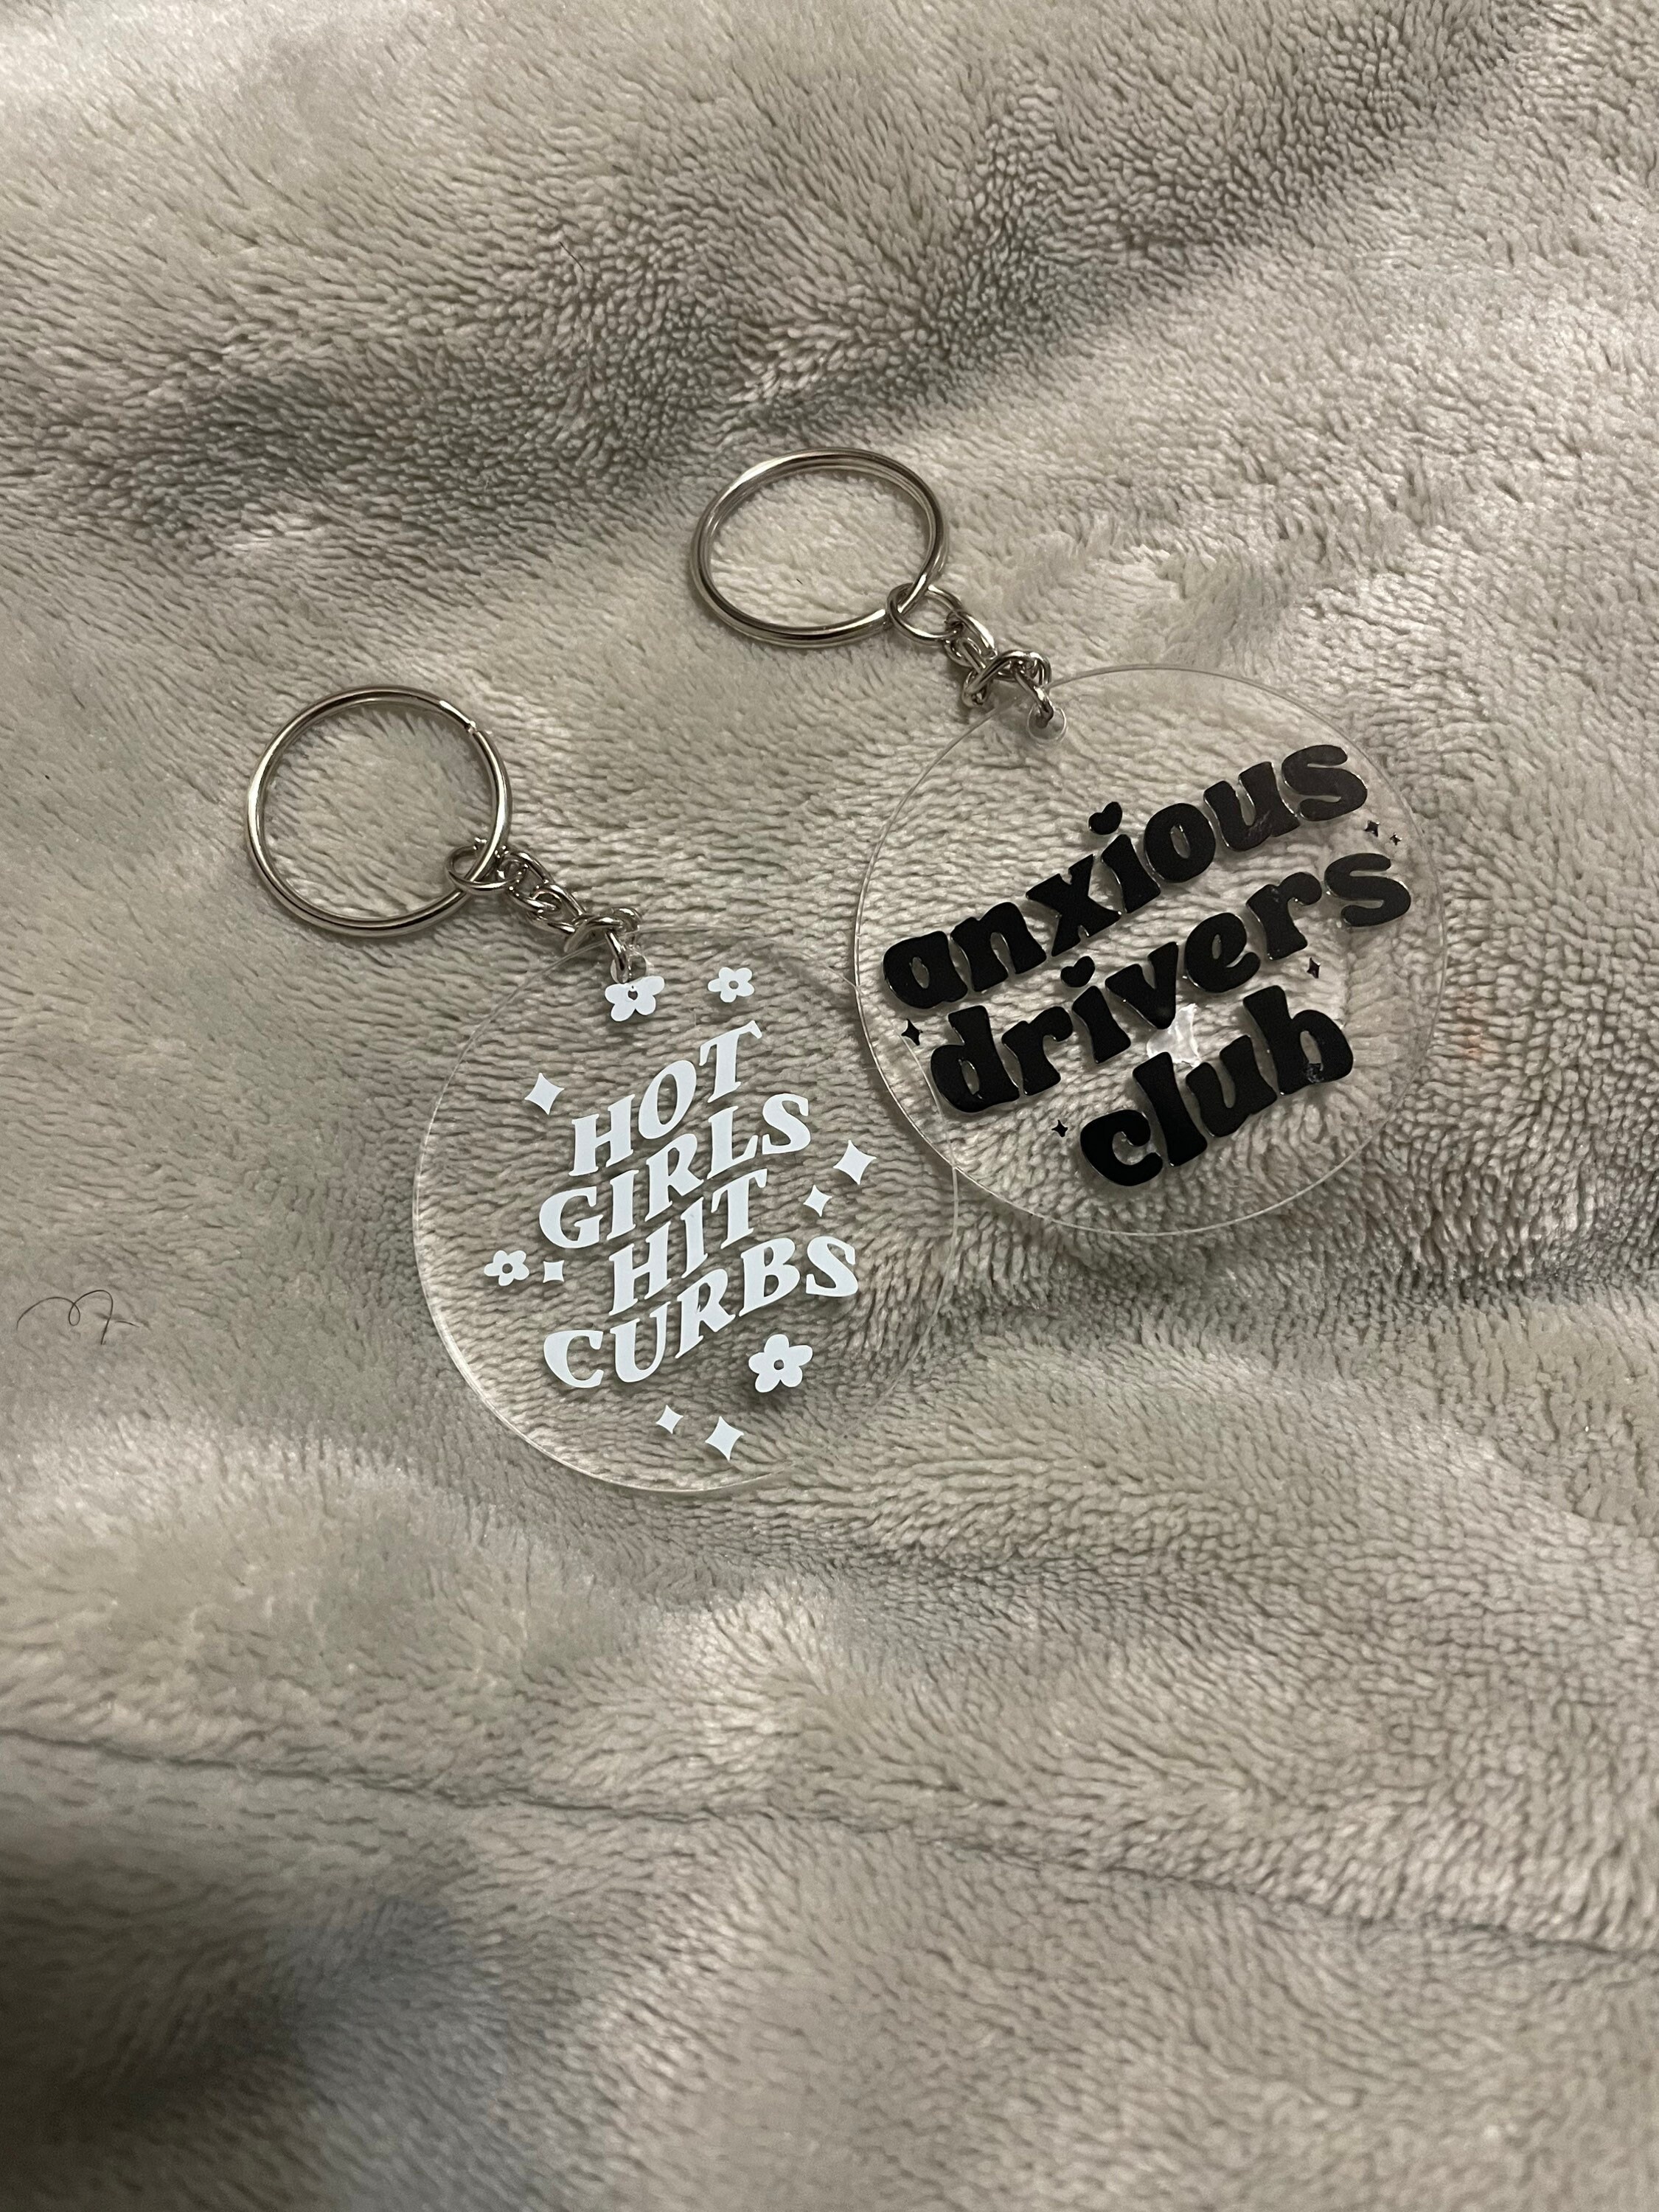 HOT
GIRLS
HIT
CURBS
anxious
drivers
club